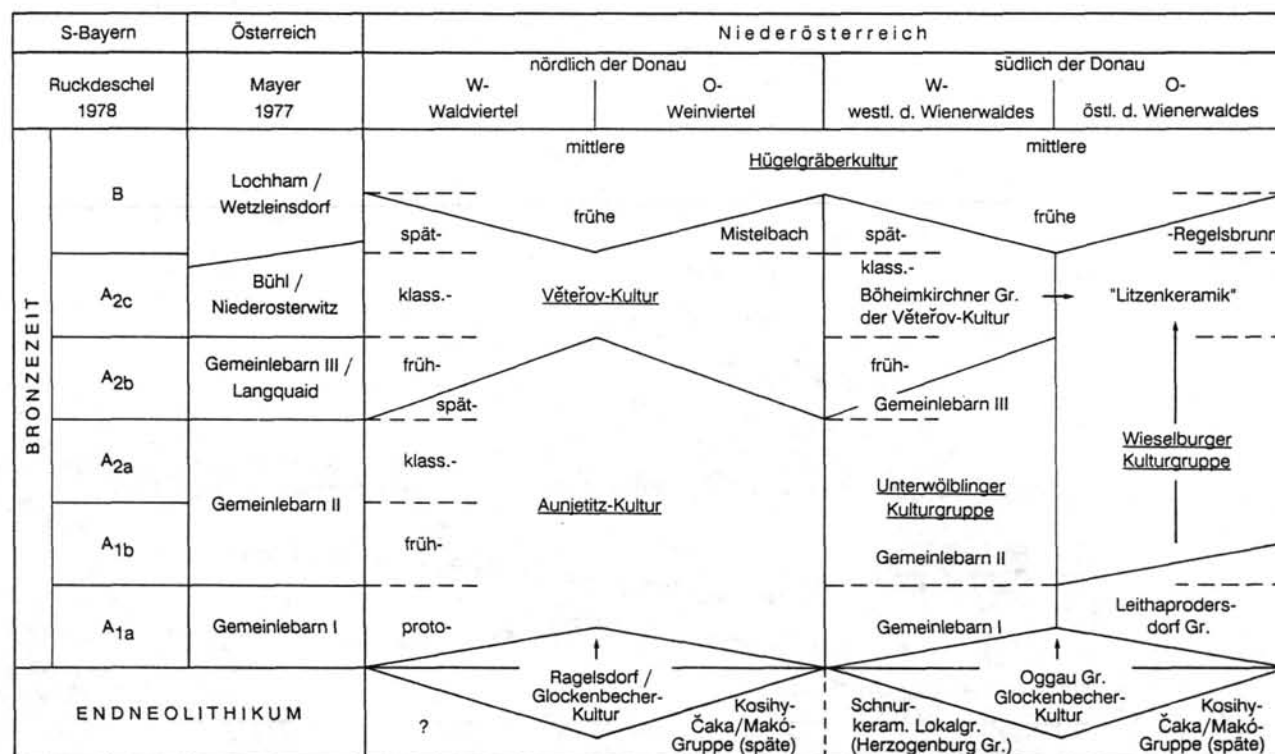 S-Bayern Österreich Niederösterreich
nördlich der Donau südlich der Donau
Ruckdeschel Mayer W- O- W- O-
1978 1977 Waldviertel Weinviertel westl. d. Wienerwaldes östl. d. Wienerwaldes
BRONZEZEIT
mittlere mittlere
Hügelgräberkultur
B
Lochham /
Wetzleinsdorf
frühe frühe
spät- Mistelbach spät- -Regelsbrunn
A2c
Bühl /
Niederosterwitz
klass.- Věteřov-Kultur
klass.-
Böheimkirchner Gr.
der Věteřov-Kultur
"Litzenkeramik"
A2b
Gemeinlebarn III /
Langquaid
früh- früh-
spät- Gemeinlebarn III
A2a
klass.-
Wieselburger
Kulturgruppe
Gemeinlebarn II
Aunjetitz-Kultur
Unterwölblinger
Kulturgruppe
A1b
früh- Gemeinlebarn II
A1a
Gemeinlebarn I
proto- Gemeinlebarn I
Leithaproders-
dorf Gr.
ENDNEOLITHIKUM
?
Ragelsdorf /
Glockenbecher-
Kultur
Kosihy-
Čaka/Makó-
Gruppe (späte)
Schnur-
keram. Lokalgr.
(Herzogenburg Gr.)
Oggau Gr.
Glockenbecher-
Kultur
Kosihy-
Čaka/Makó-
Gruppe (späte)